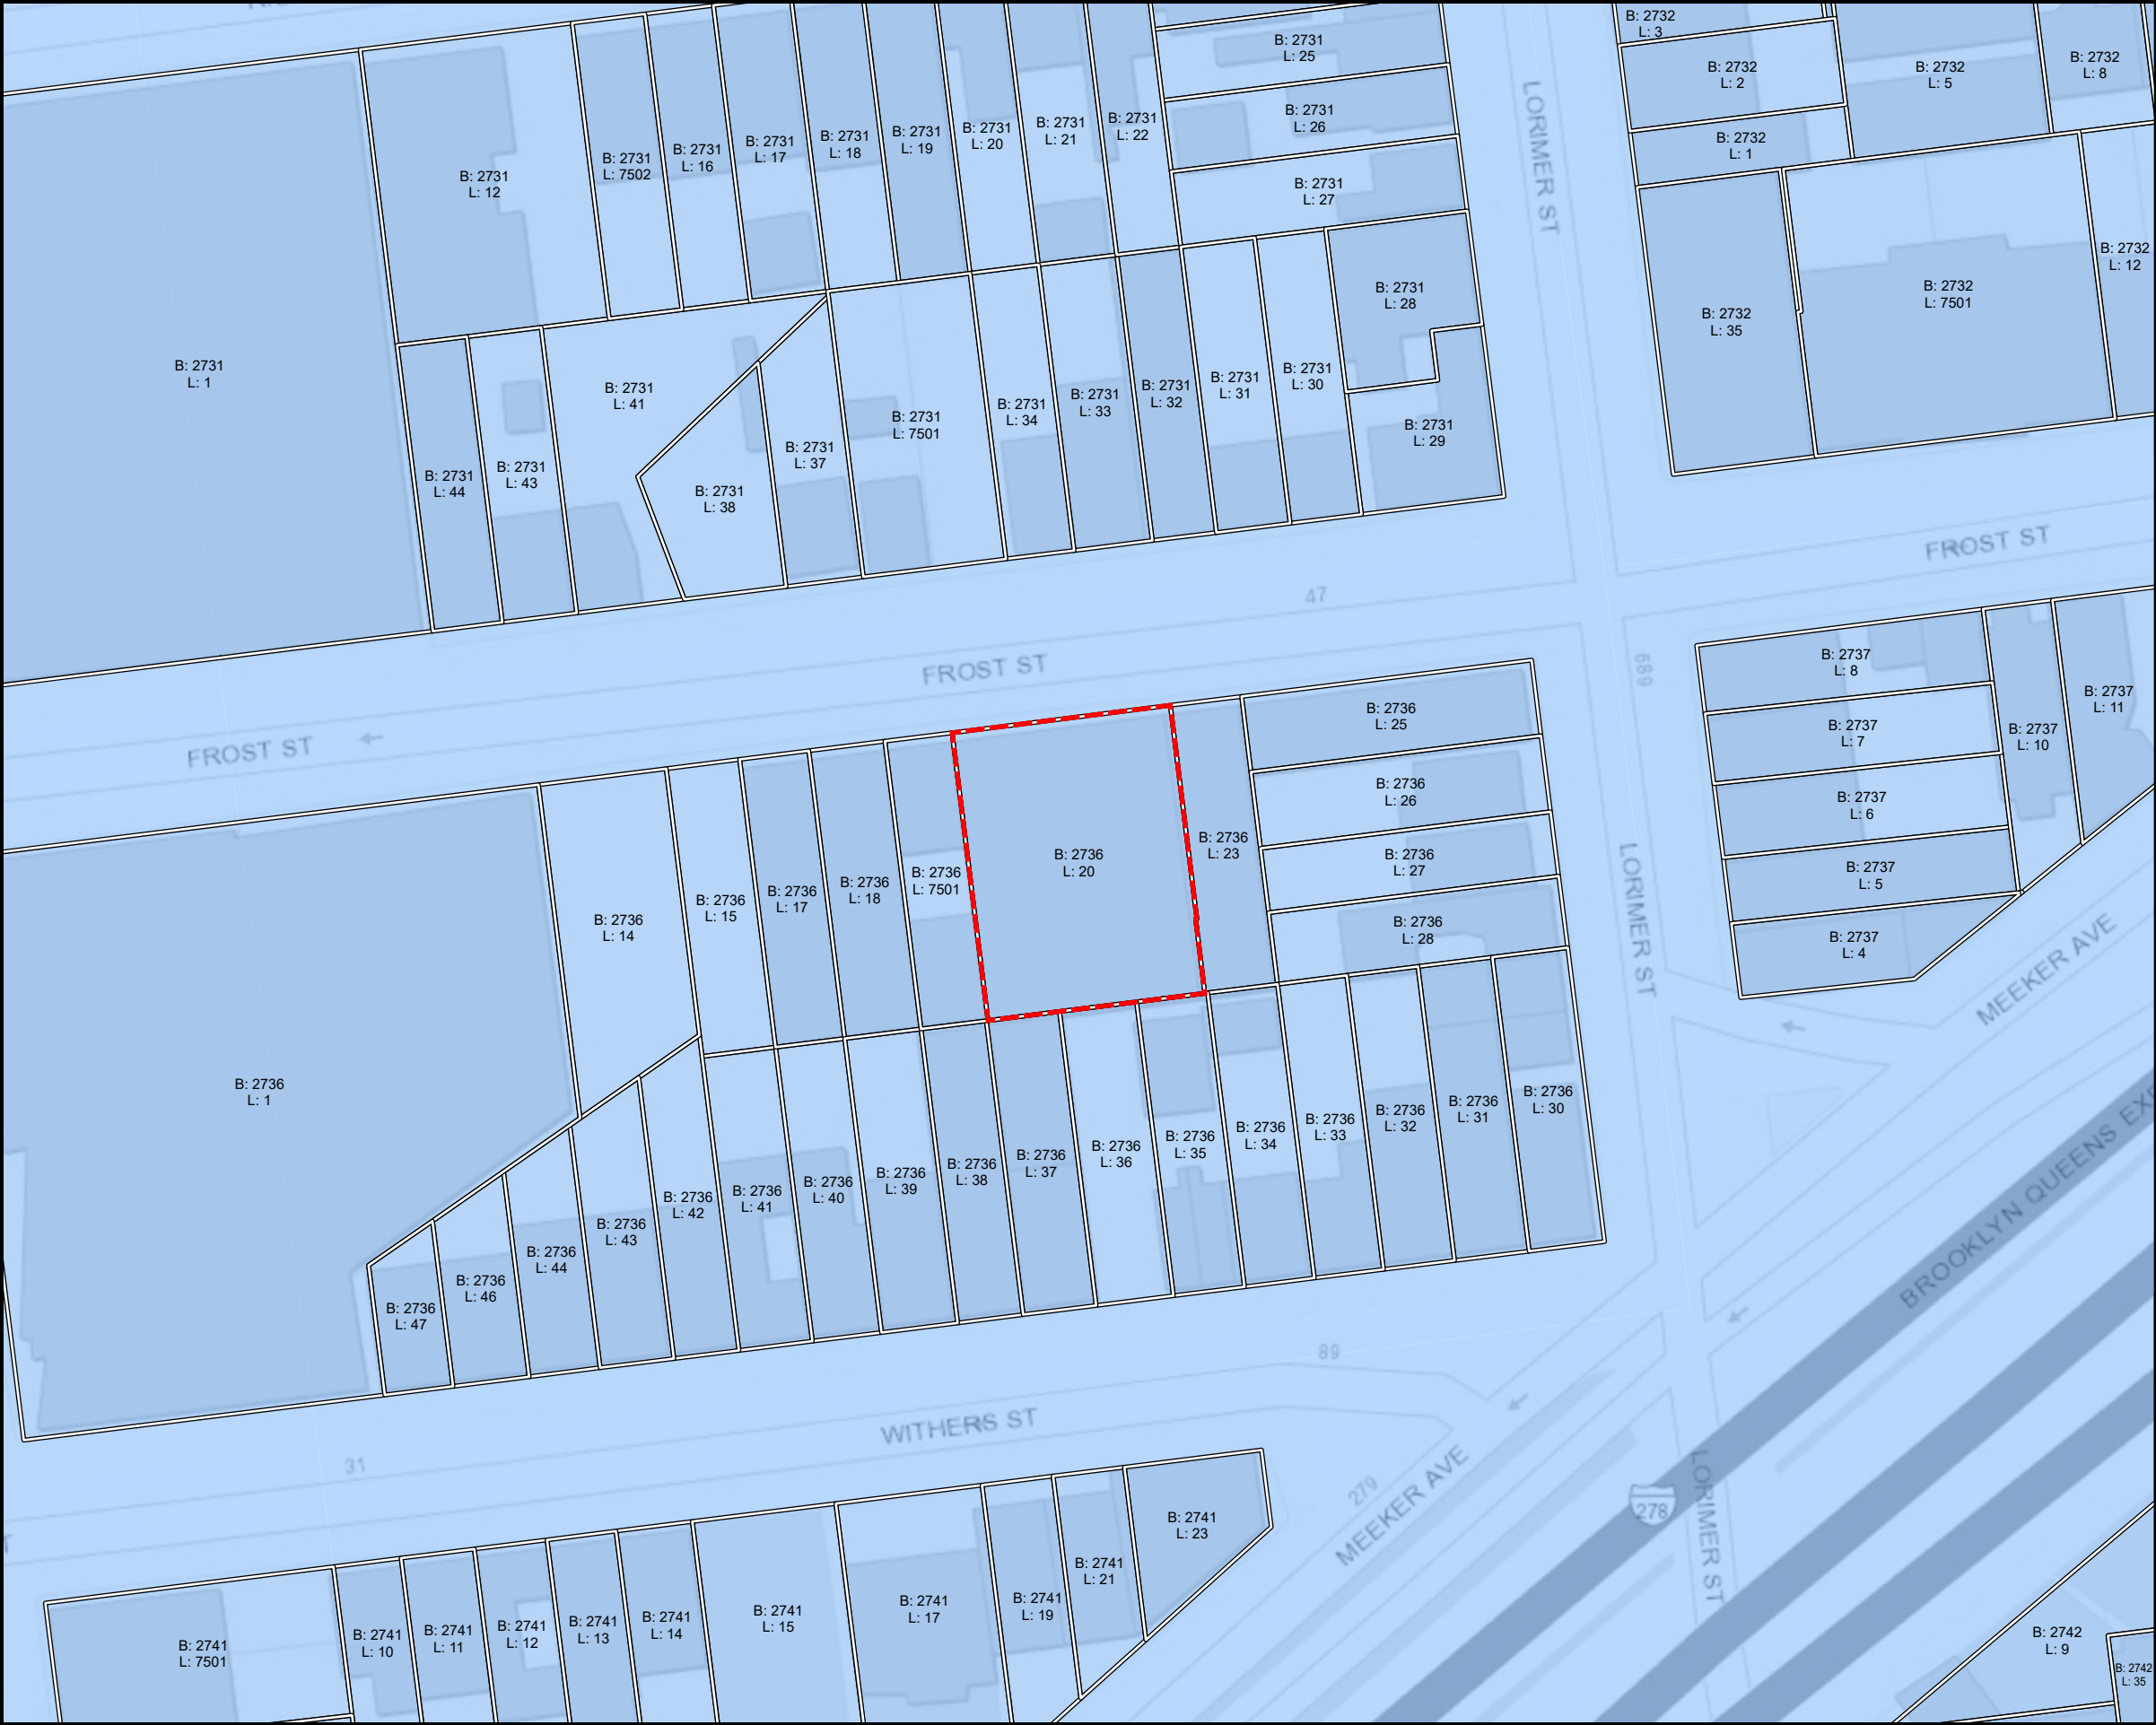 B: 2732
L: 3
B: 2731
L: 25
B: 2732
L: 2
B: 2732
L: 5
B: 2732
L: 8
B: 2731
L: 26
B: 2732
L: 1
B: 2731
L: 12
B: 2731
L: 7502
B: 2731
L: 16
B: 2731
L: 17
B: 2731
L: 18
B: 2731
L: 19
B: 2731
L: 20
B: 2731
L: 21
B: 2731
L: 22
B: 2731
L: 27
LORIMER ST
B: 2732
L: 12
B: 2731
L: 28
B: 2732
L: 35
B: 2732
L: 7501
B: 2731
L: 1
B: 2731
L: 41
B: 2731
L: 7501
B: 2731
L: 34
B: 2731
L: 33
B: 2731
L: 32
B: 2731
L: 31
B: 2731
L: 30
B: 2731
L: 29
B: 2731
L: 44
B: 2731
L: 43
B: 2731
L: 38
B: 2731
L: 37
FROST ST
47
FROST ST
689
FROST ST
B: 2736
L: 25
B: 2737
L: 8
B: 2737
L: 7
B: 2737
L: 10
B: 2737
L: 11
B: 2736
L: 26
B: 2737
L: 6
B: 2736
L: 23
B: 2736
L: 27
B: 2737
L: 5
B: 2736
L: 14
B: 2736
L: 15
B: 2736
L: 17
B: 2736
L: 18
B: 2736
L: 7501
B: 2736
L: 20
B: 2736
L: 28
LORIMER ST
B: 2737
L: 4
MEEKER AVE
B: 2736
L: 1
B: 2736
L: 47
B: 2736
L: 46
B: 2736
L: 44
B: 2736
L: 43
B: 2736
L: 42
B: 2736
L: 41
B: 2736
L: 40
B: 2736
L: 39
B: 2736
L: 38
B: 2736
L: 37
B: 2736
L: 36
B: 2736
L: 35
B: 2736
L: 34
B: 2736
L: 33
B: 2736
L: 32
B: 2736
L: 31
B: 2736
L: 30
BROOKLYN QUEENS
89
WITHERS ST
31
279
MEEKER AVE
278
LORIMER ST
B: 2741
L: 7501
B: 2741
L: 10
B: 2741
L: 11
B: 2741
L: 12
B: 2741
L: 13
B: 2741
L: 14
B: 2741
L: 15
B: 2741
L: 17
B: 2741
L: 19
B: 2741
L: 21
B: 2741
L: 23
B: 2742
L: 9
B: 2742
L: 35